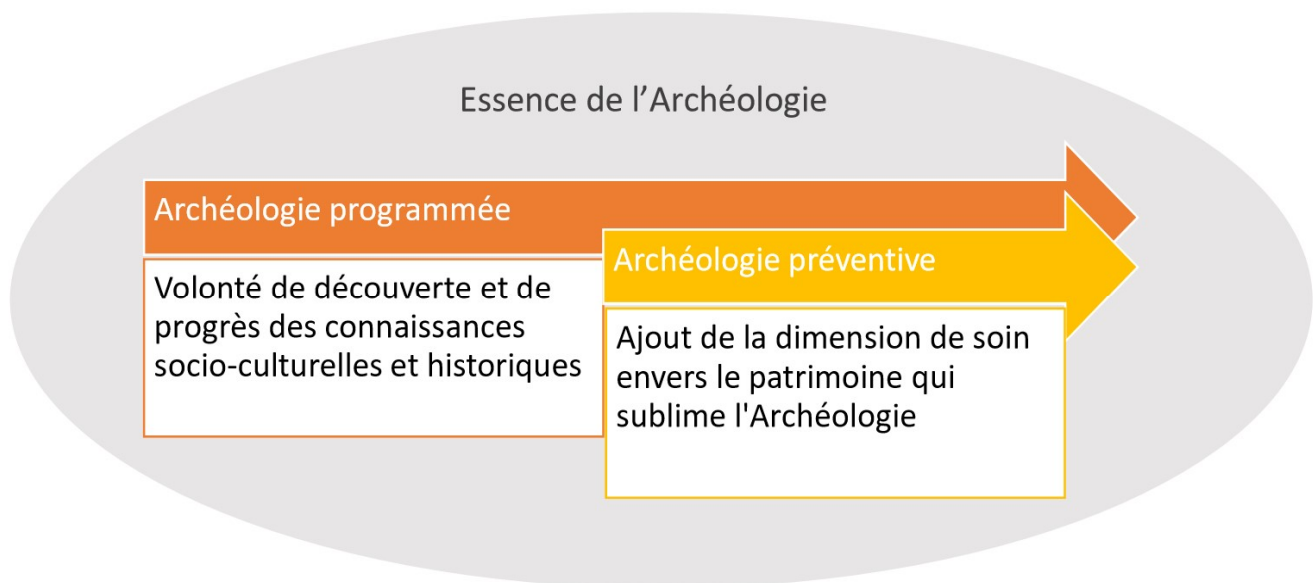 Essence de l’Archéologie
Archéologie programmée
Volonté de découverte et de
progrès des connaissances
socio-culturelles et historiques
Archéologie préventive
Ajout de la dimension de soin
envers le patrimoine qui
sublime l'Archéologie